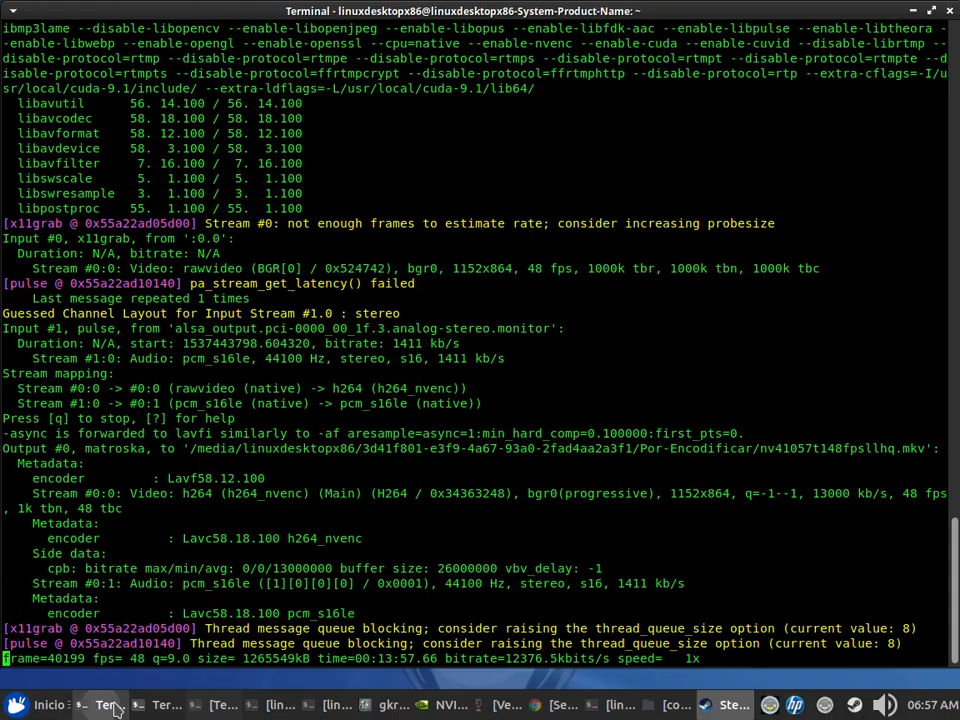 Terminal - linuxdesktopx86@linuxdesktopx86-System-Product-Name: ~
ibmp3lame --disable-libopencv --enable-libopenjpeg --enable-libopus --enable-libfdk-aac --enable-libpulse --enable-libtheora -
-enable-libwebp --enable-opengl --enable-openssl --cpu=native --enable-nvenc --enable-cuda --enable-cuvid --disable-librtmp --
disable-protocol=rtmp --disable-protocol=rtmpe --disable-protocol=rtmps --disable-protocol=rtmpt --disable-protocol=rtmpte --d
isable-protocol=rtmpts --disable-protocol=ffrtmpcrypt --disable-protocol=ffrtmphttp --disable-protocol=rtp --extra-cflags=-I/u
sr/local/cuda-9.1/include/ --extra-ldflags=-L/usr/local/cuda-9.1/lib64/
libavutil      56. 14.100 / 56. 14.100
libavcodec     58. 18.100 / 58. 18.100
libavformat    58. 12.100 / 58. 12.100
libavdevice    58.  3.100 / 58.  3.100
libavfilter     7. 16.100 /  7. 16.100
libswscale      5.  1.100 /  5.  1.100
libswresample   3.  1.100 /  3.  1.100
libpostproc    55.  1.100 / 55.  1.100
[x11grab @ 0x55a22ad05d00] Stream #0: not enough frames to estimate rate; consider increasing probesize
Input #0, x11grab, from ':0.0':
Duration: N/A, bitrate: N/A
Stream #0:0: Video: rawvideo (BGR[0] / 0x524742), bgr0, 1152x864, 48 fps, 1000k tbr, 1000k tbn, 1000k tbc
[pulse @ 0x55a22ad10140] pa_stream_get_latency() failed
Last message repeated 1 times
Guessed Channel Layout for Input Stream #1.0 : stereo
Input #1, pulse, from 'alsa_output.pci-0000_00_1f.3.analog-stereo.monitor':
Duration: N/A, start: 1537443798.604320, bitrate: 1411 kb/s
Stream #1:0: Audio: pcm_s16le, 44100 Hz, stereo, s16, 1411 kb/s
Stream mapping:
Stream #0:0 -> #0:0 (rawvideo (native) -> h264 (h264_nvenc))
Stream #1:0 -> #0:1 (pcm_s16le (native) -> pcm_s16le (native))
Press [q] to stop, [?] for help
-async is forwarded to lavfi similarly to -af aresample=async=1:min_hard_comp=0.100000:first_pts=0.
Output #0, matroska, to '/media/linuxdesktopx86/3d41f801-e3f9-4a67-93a0-2fad4aa2a3f1/Por-Encodificar/nv41057t148fpsllhq.mkv':
Metadata:
encoder         : Lavf58.12.100
Stream #0:0: Video: h264 (h264_nvenc) (Main) (H264 / 0x34363248), bgr0(progressive), 1152x864, q=-1--1, 13000 kb/s, 48 fps
, 1k tbn, 48 tbc
Metadata:
encoder         : Lavc58.18.100 h264_nvenc
Side data:
cpb: bitrate max/min/avg: 0/0/13000000 buffer size: 26000000 vbv_delay: -1
Stream #0:1: Audio: pcm_s16le ([1][0][0][0] / 0x0001), 44100 Hz, stereo, s16, 1411 kb/s
Metadata:
encoder         : Lavc58.18.100 pcm_s16le
[x11grab @ 0x55a22ad05d00] Thread message queue blocking; consider raising the thread_queue_size option (current value: 8)
[pulse @ 0x55a22ad10140] Thread message queue blocking; consider raising the thread_queue_size option (current value: 8)
frame=40199 fps= 48 q=9.0 size= 1265549kB time=00:13:57.66 bitrate=12376.5kbits/s speed=   1x
Inicio Ter... Ter... [Te... [lin... [lin... gkr... NVI... [Ve... [Se... [lin... [co... Ste... hp 06:57 AM